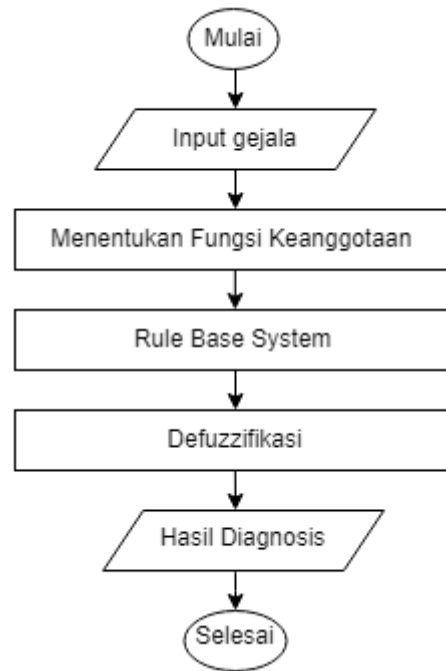 Mulai
Input gejala
Menentukan Fungsi Keanggotaan
Rule Base System
Defuzzifikasi
Hasil Diagnosis
Selesai